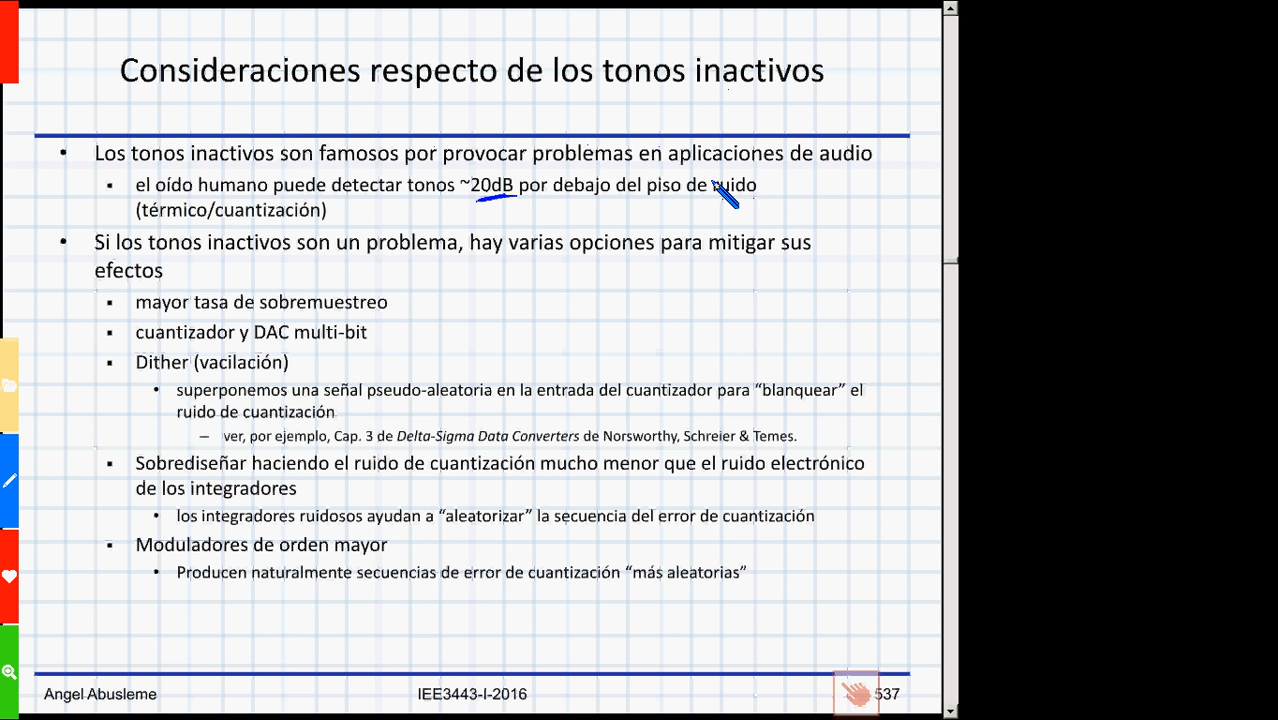 Consideraciones respecto de los tonos inactivos
• Los tonos inactivos son famosos por provocar problemas en aplicaciones de audio
▪ el oído humano puede detectar tonos ~20dB por debajo del piso de ruido
(térmico/cuantización)
• Si los tonos inactivos son un problema, hay varias opciones para mitigar sus
efectos
▪ mayor tasa de sobremuestreo
▪ cuantizador y DAC multi-bit
▪ Dither (vacilación)
• superponemos una señal pseudo-aleatoria en la entrada del cuantizador para “blanquear” el
ruido de cuantización
– ver, por ejemplo, Cap. 3 de Delta-Sigma Data Converters de Norsworthy, Schreier & Temes.
▪ Sobrediseñar haciendo el ruido de cuantización mucho menor que el ruido electrónico
de los integradores
• los integradores ruidosos ayudan a “aleatorizar” la secuencia del error de cuantización
▪ Moduladores de orden mayor
• Producen naturalmente secuencias de error de cuantización “más aleatorias”
Angel Abusleme IEE3443-I-2016 537